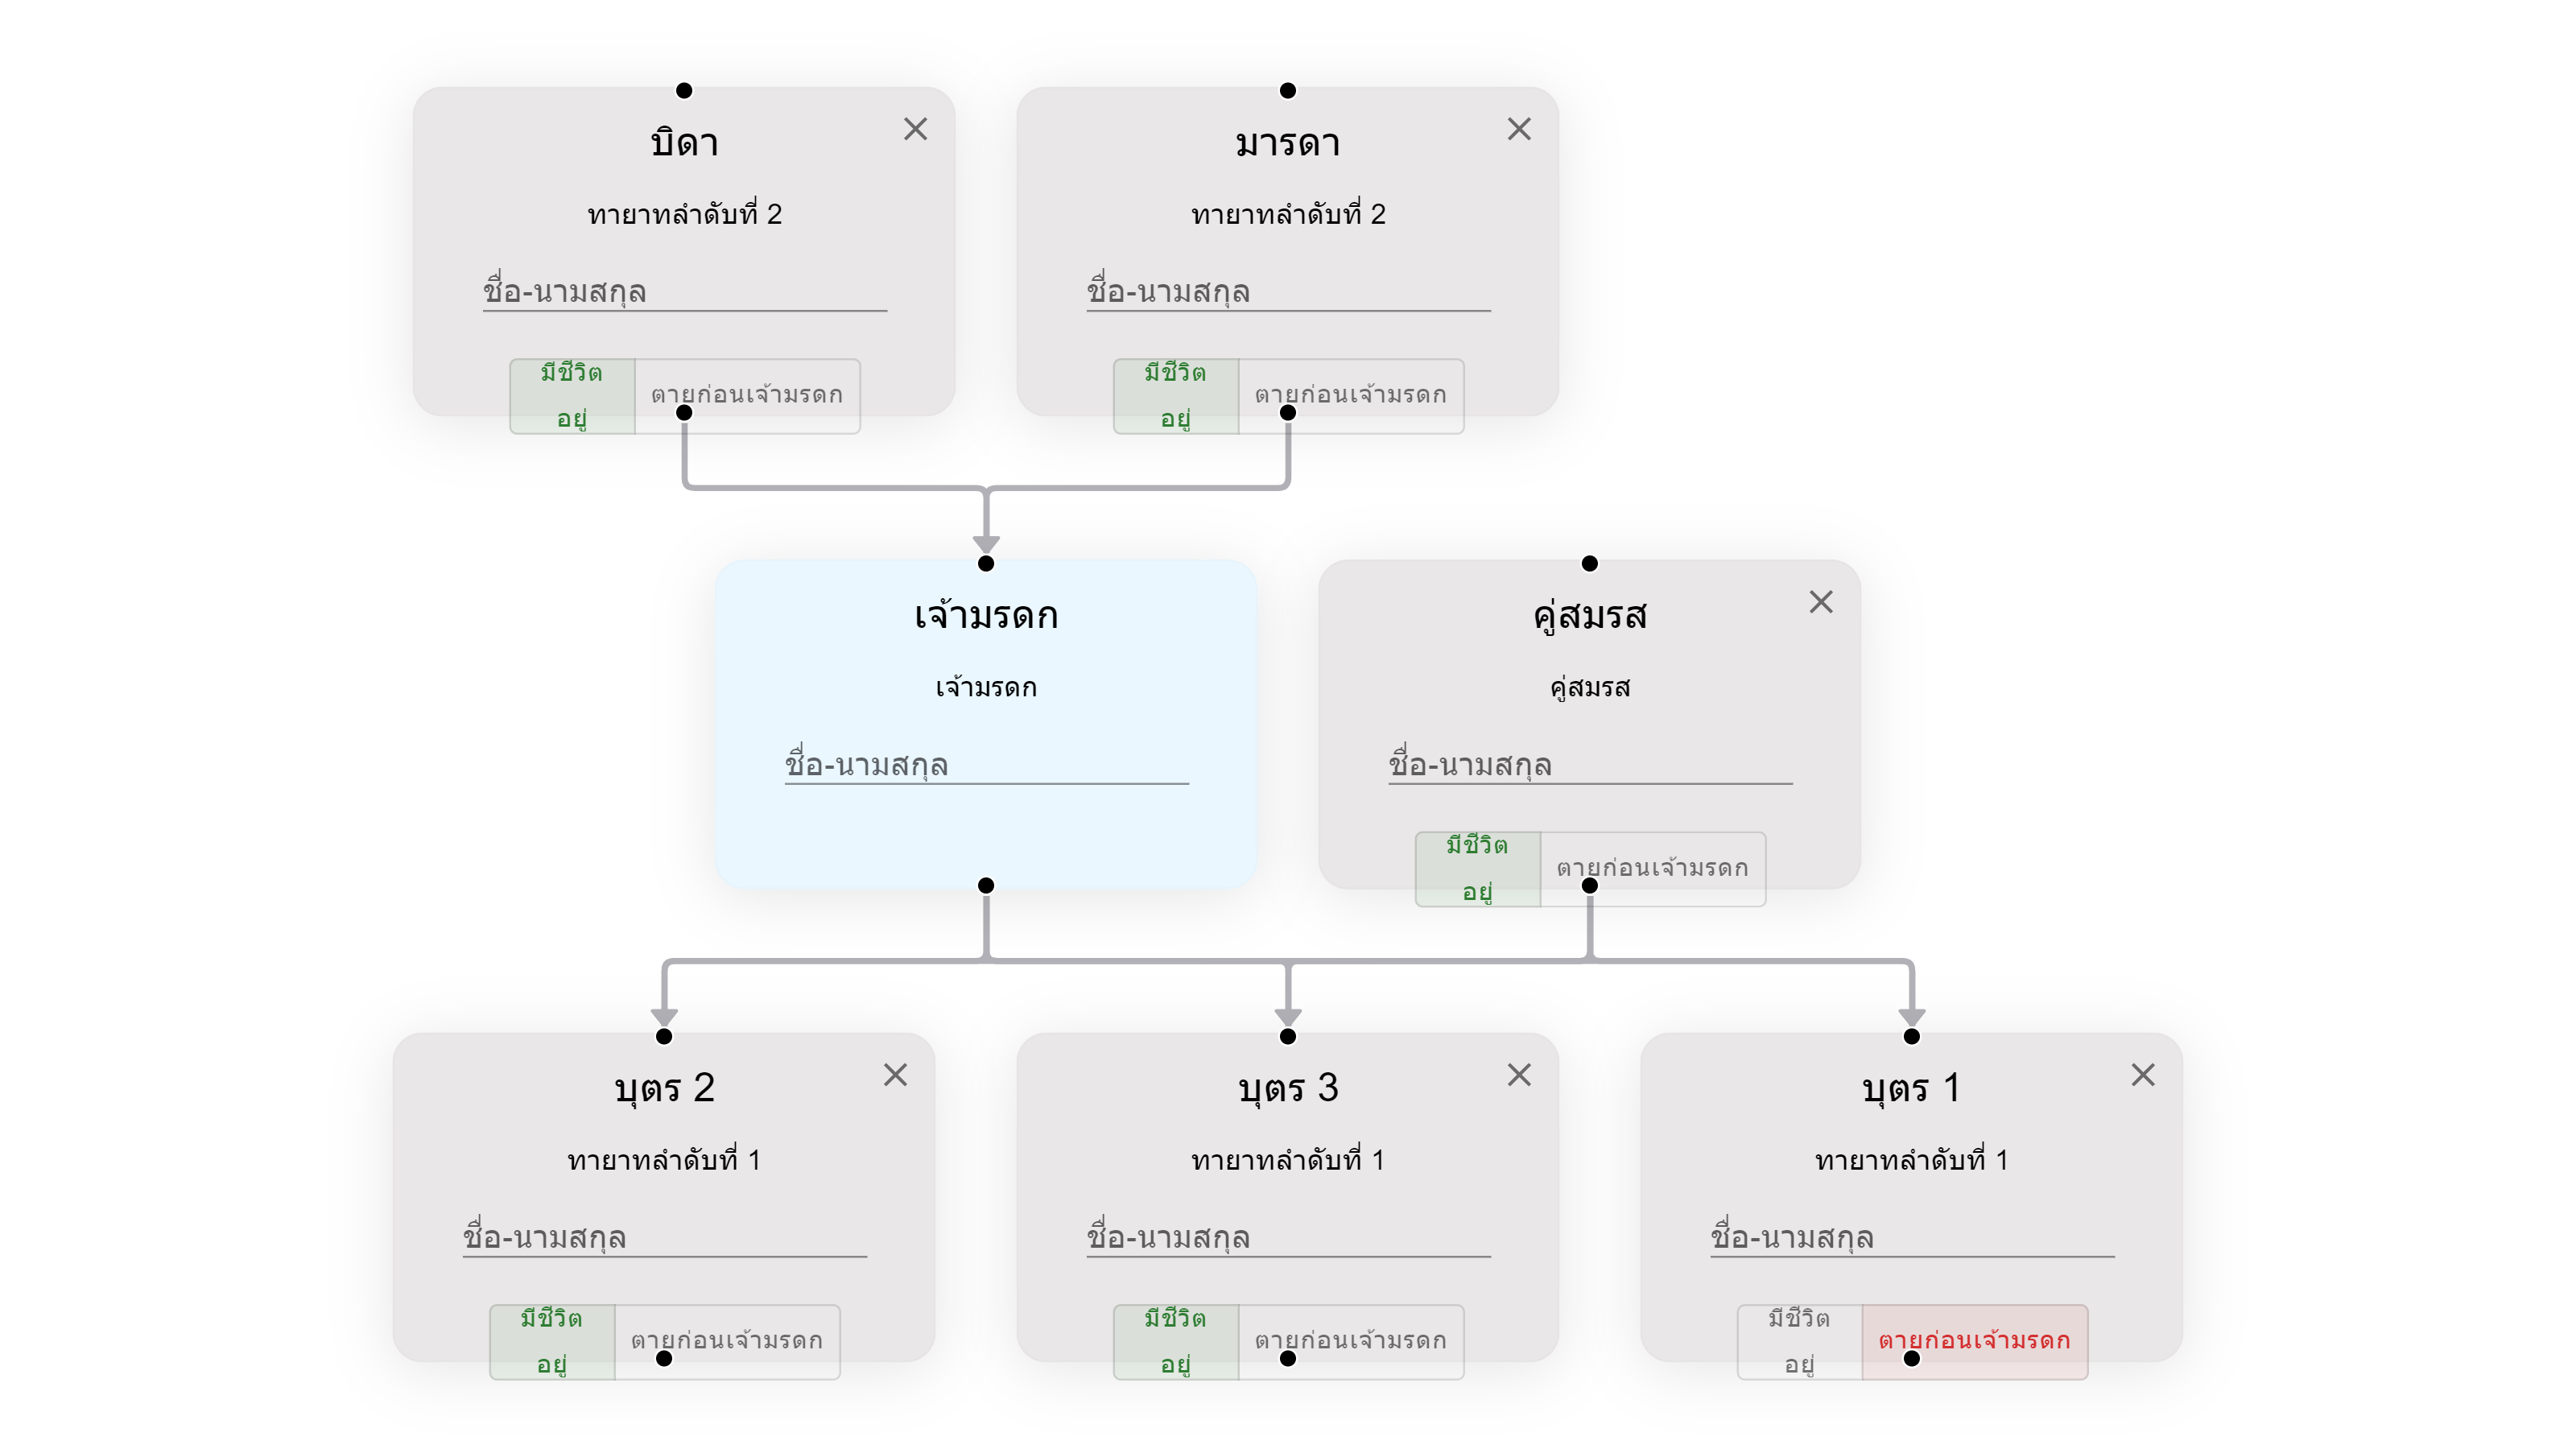 บิดา
ทายาทลำดับที่ 2
ชื่อ-นามสกุล
มีชีวิต
อยู่
ตายก่อนเจ้ามรดก
มารดา
ทายาทลำดับที่ 2
ชื่อ-นามสกุล
มีชีวิต
อยู่
ตายก่อนเจ้ามรดก
เจ้ามรดก
เจ้ามรดก
ชื่อ-นามสกุล
คู่สมรส
คู่สมรส
ชื่อ-นามสกุล
มีชีวิต
อยู่
ตายก่อนเจ้ามรดก
บุตร 2
ทายาทลำดับที่ 1
ชื่อ-นามสกุล
มีชีวิต
อยู่
ตายก่อนเจ้ามรดก
บุตร 3
ทายาทลำดับที่ 1
ชื่อ-นามสกุล
มีชีวิต
อยู่
ตายก่อนเจ้ามรดก
บุตร 1
ทายาทลำดับที่ 1
ชื่อ-นามสกุล
มีชีวิต
อยู่
ตายก่อนเจ้ามรดก